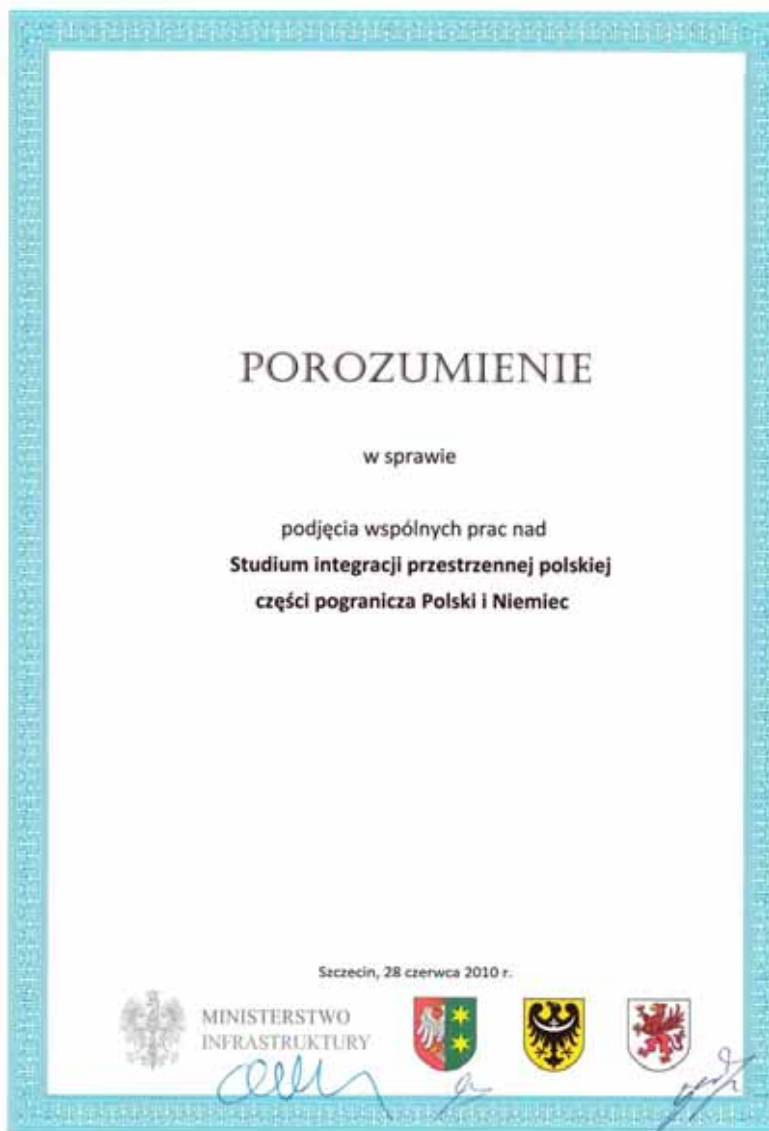 POROZUMIENIE
w sprawie
podjęcia wspólnych prac nad
Studium integracji przestrzennej polskiej
części pogranicza Polski i Niemiec
Szczecin, 28 czerwca 2010 r.
MINISTERSTWO
INFRASTRUKTURY